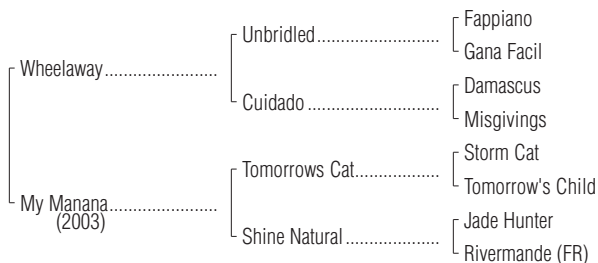 Fappiano
Unbridled
Gana Facil
Wheelaway
Damascus
Cuidado
Misgivings
Storm Cat
Tomorrows Cat
Tomorrow's Child
My Manana
(2003)
Jade Hunter
Shine Natural
Rivermande (FR)